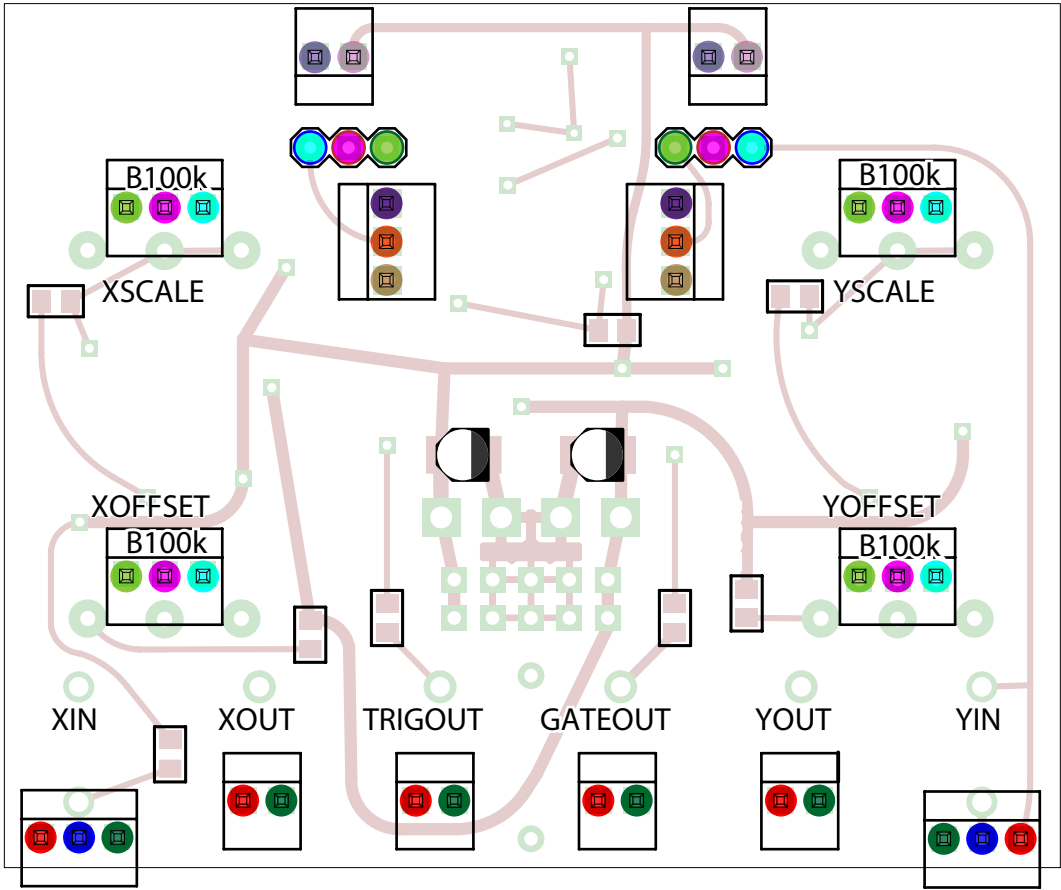 B100k
B100k
XSCALE
YSCALE
XOFFSET
YOFFSET
B100k
B100k
XIN
XOUT
TRIGOUT
GATEOUT
YOUT
YIN